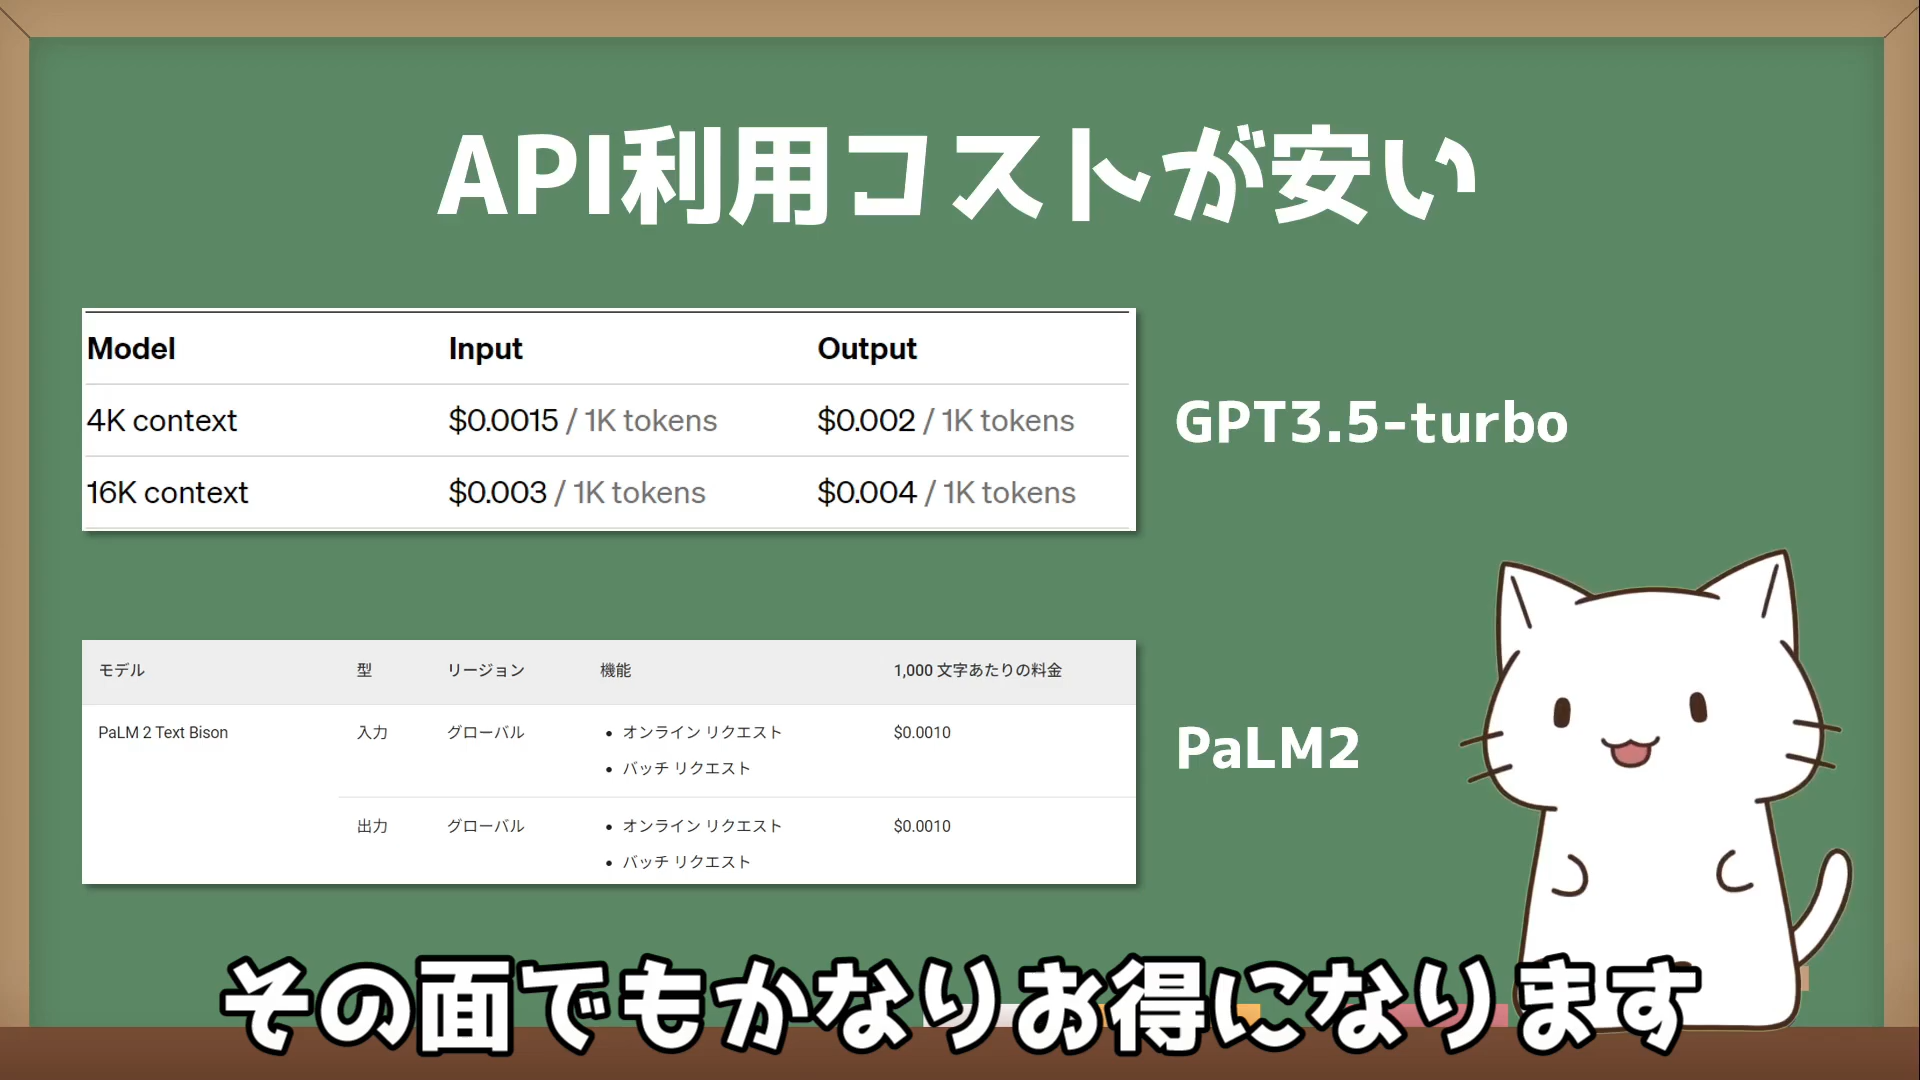 API利用コストが安い
Model Input Output
4K context $0.0015 / 1K tokens $0.002 / 1K tokens
16K context $0.003 / 1K tokens $0.004 / 1K tokens
GPT3.5-turbo
モデル 型 リージョン 機能 1,000 文字あたりの料金
PaLM 2 Text Bison 入力 グローバル • オンライン リクエスト $0.0010
• バッチ リクエスト
出力 グローバル • オンライン リクエスト $0.0010
• バッチ リクエスト
PaLM2
その面でもかなりお得になります